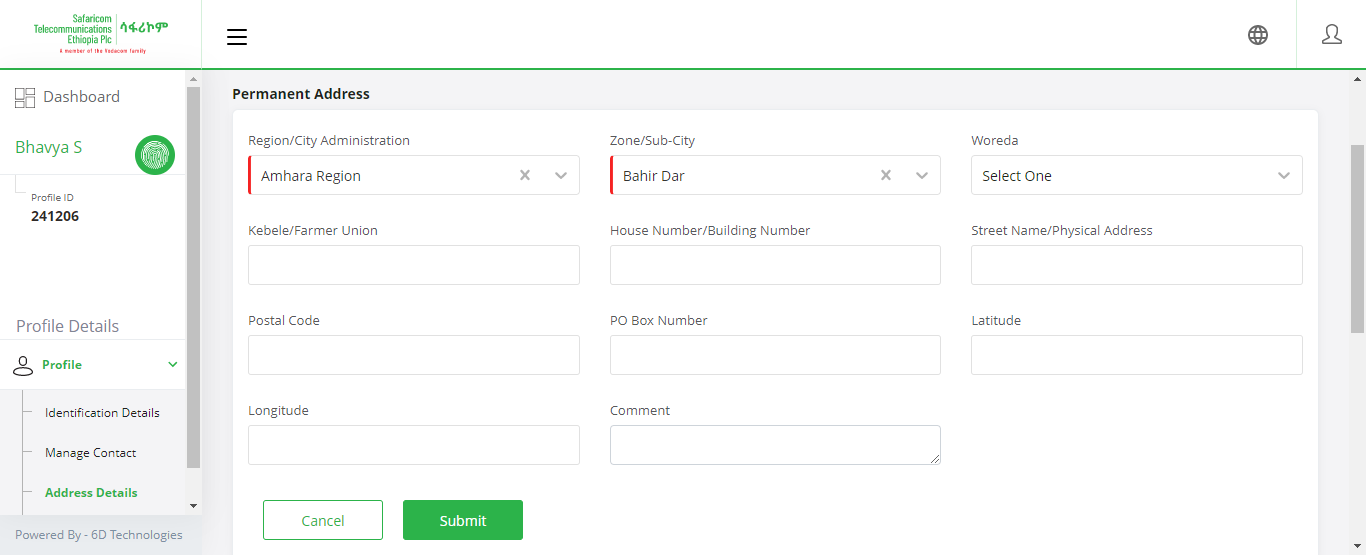 Safaricom
Telecommunications
Ethiopia Plc
ሳፋሪኮም
A member of the Vodacom family
Dashboard
Bhavya S
Profile ID
241206
Profile Details
Profile
Identification Details
Manage Contact
Address Details
Powered By - 6D Technologies
Permanent Address
Region/City Administration
Zone/Sub-City
Woreda
Amhara Region
Bahir Dar
Select One
Kebele/Farmer Union
House Number/Building Number
Street Name/Physical Address
Postal Code
PO Box Number
Latitude
Longitude
Comment
Cancel
Submit